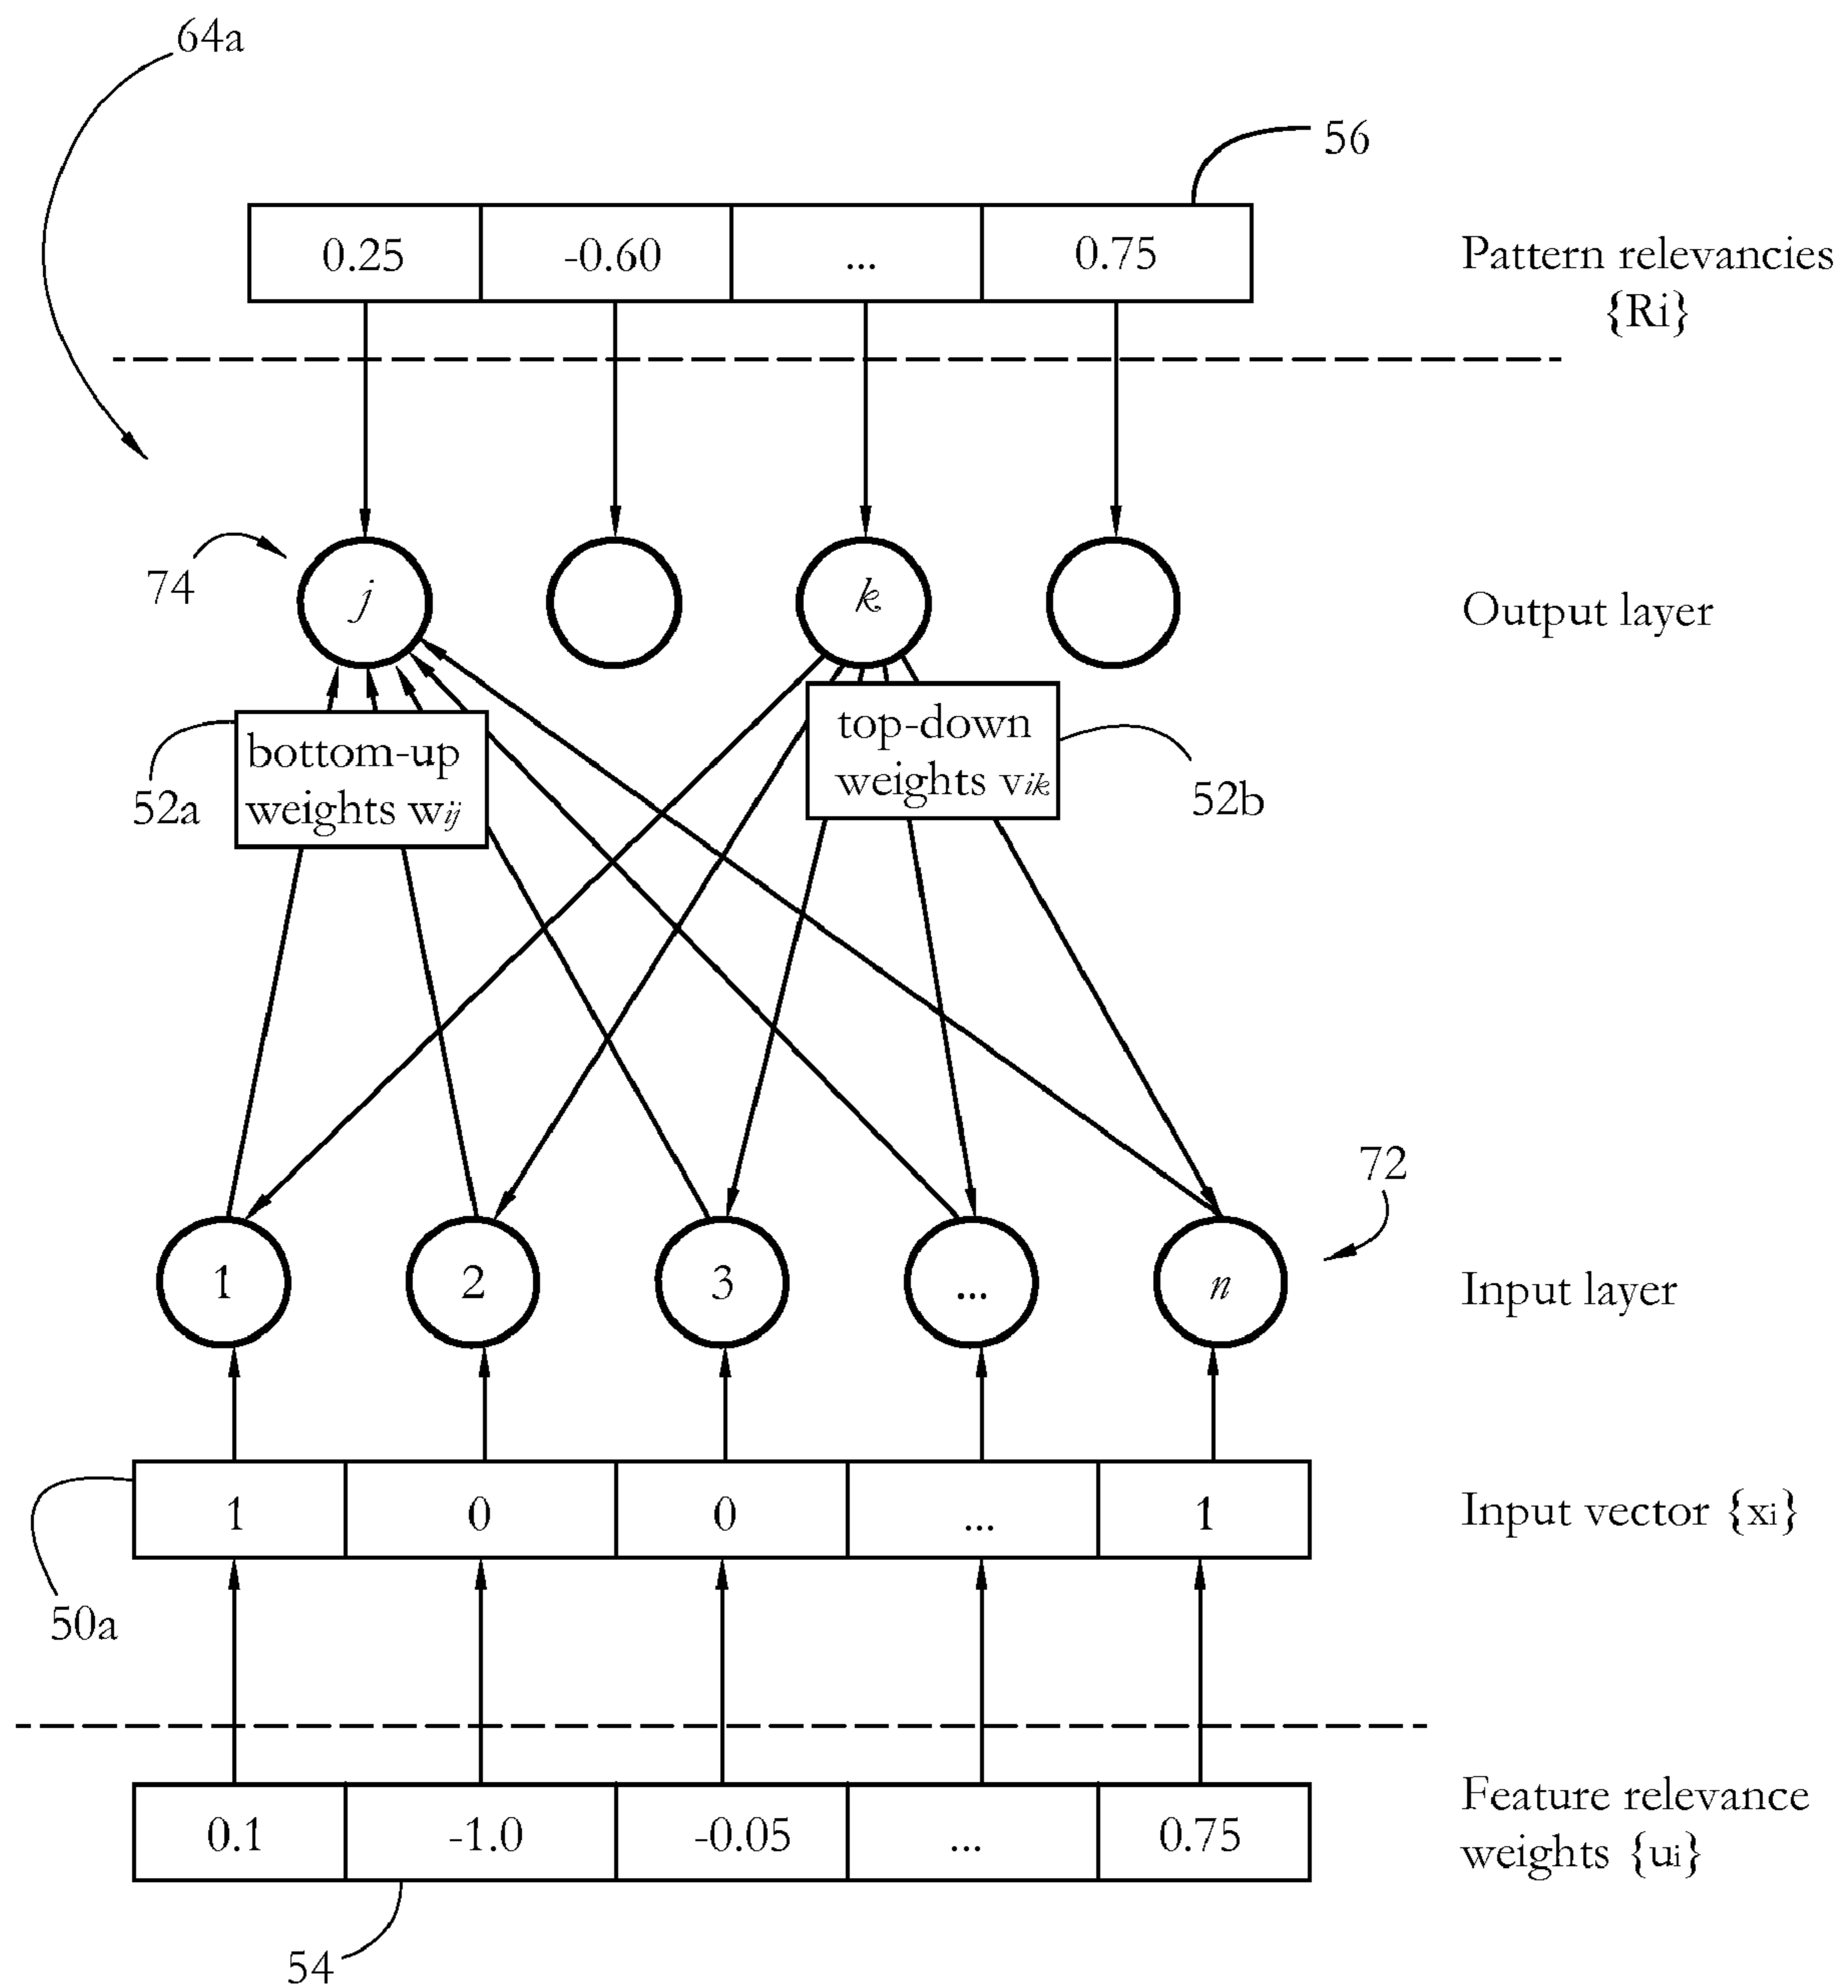 64a
56
0.25 -0.60 ... 0.75
Pattern relevancies
{Ri}
74
j k
Output layer
bottom-up
weights wij
top-down
weights vik
52a
52b
72
1 2 3 ... n
Input layer
1 0 0 ... 1
Input vector {xi}
50a
0.1 -1.0 -0.05 ... 0.75
Feature relevance
weights {ui}
54